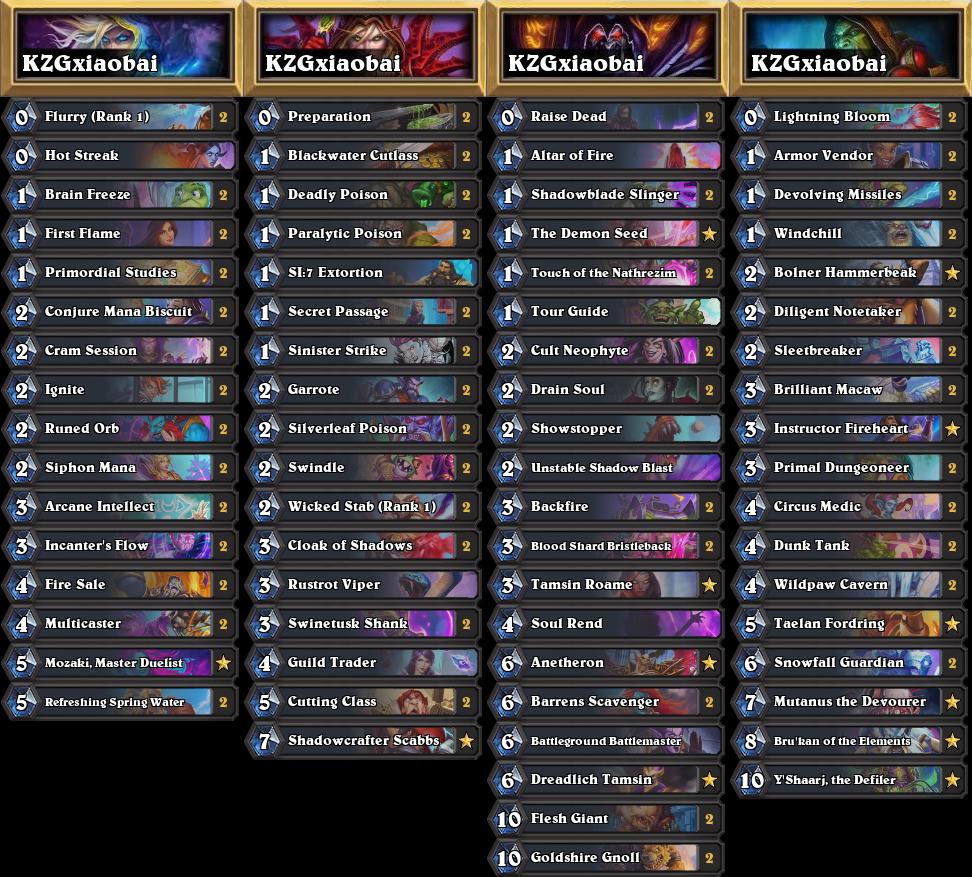 KZGxiaobai
0 Flurry (Rank 1) 2
0 Hot Streak
1 Brain Freeze 2
1 First Flame 2
1 Primordial Studies 2
2 Conjure Mana Biscuit 2
2 Cram Session 2
2 Ignite 2
2 Runed Orb 2
2 Siphon Mana 2
3 Arcane Intellect 2
3 Incanter's Flow 2
4 Fire Sale 2
4 Multicaster 2
5 Mozaki, Master Duelist
5 Refreshing Spring Water 2
KZGxiaobai
0 Preparation 2
1 Blackwater Cutlass 2
1 Deadly Poison 2
1 Paralytic Poison 2
1 SI:7 Extortion
1 Secret Passage 2
1 Sinister Strike 2
2 Garrote 2
2 Silverleaf Poison 2
2 Swindle 2
2 Wicked Stab (Rank 1) 2
3 Cloak of Shadows 2
3 Rustrot Viper
3 Swinetusk Shank 2
4 Guild Trader
5 Cutting Class 2
7 Shadowcrafter Scabbs
KZGxiaobai
0 Raise Dead 2
1 Altar of Fire
1 Shadowblade Slinger 2
1 The Demon Seed
1 Touch of the Nathrezim 2
1 Tour Guide
2 Cult Neophyte 2
2 Drain Soul 2
2 Showstopper
2 Unstable Shadow Blast
3 Backfire 2
3 Blood Shard Bristleback 2
3 Tamsin Roame
4 Soul Rend
6 Anetheron
6 Barrens Scavenger 2
6 Battleground Battlemaster
6 Dreadlich Tamsin
10 Flesh Giant 2
10 Goldshire Gnoll 2
KZGxiaobai
0 Lightning Bloom 2
1 Armor Vendor 2
1 Devolving Missiles 2
1 Windchill 2
2 Bolner Hammerbeak
2 Diligent Notetaker 2
2 Sleetbreaker 2
3 Brilliant Macaw 2
3 Instructor Fireheart
3 Primal Dungeoneer 2
4 Circus Medic 2
4 Dunk Tank 2
4 Wildpaw Cavern 2
5 Taelan Fordring
6 Snowfall Guardian 2
7 Mutanus the Devourer
8 Bru'kan of the Elements
10 Y'Shaarj, the Defiler